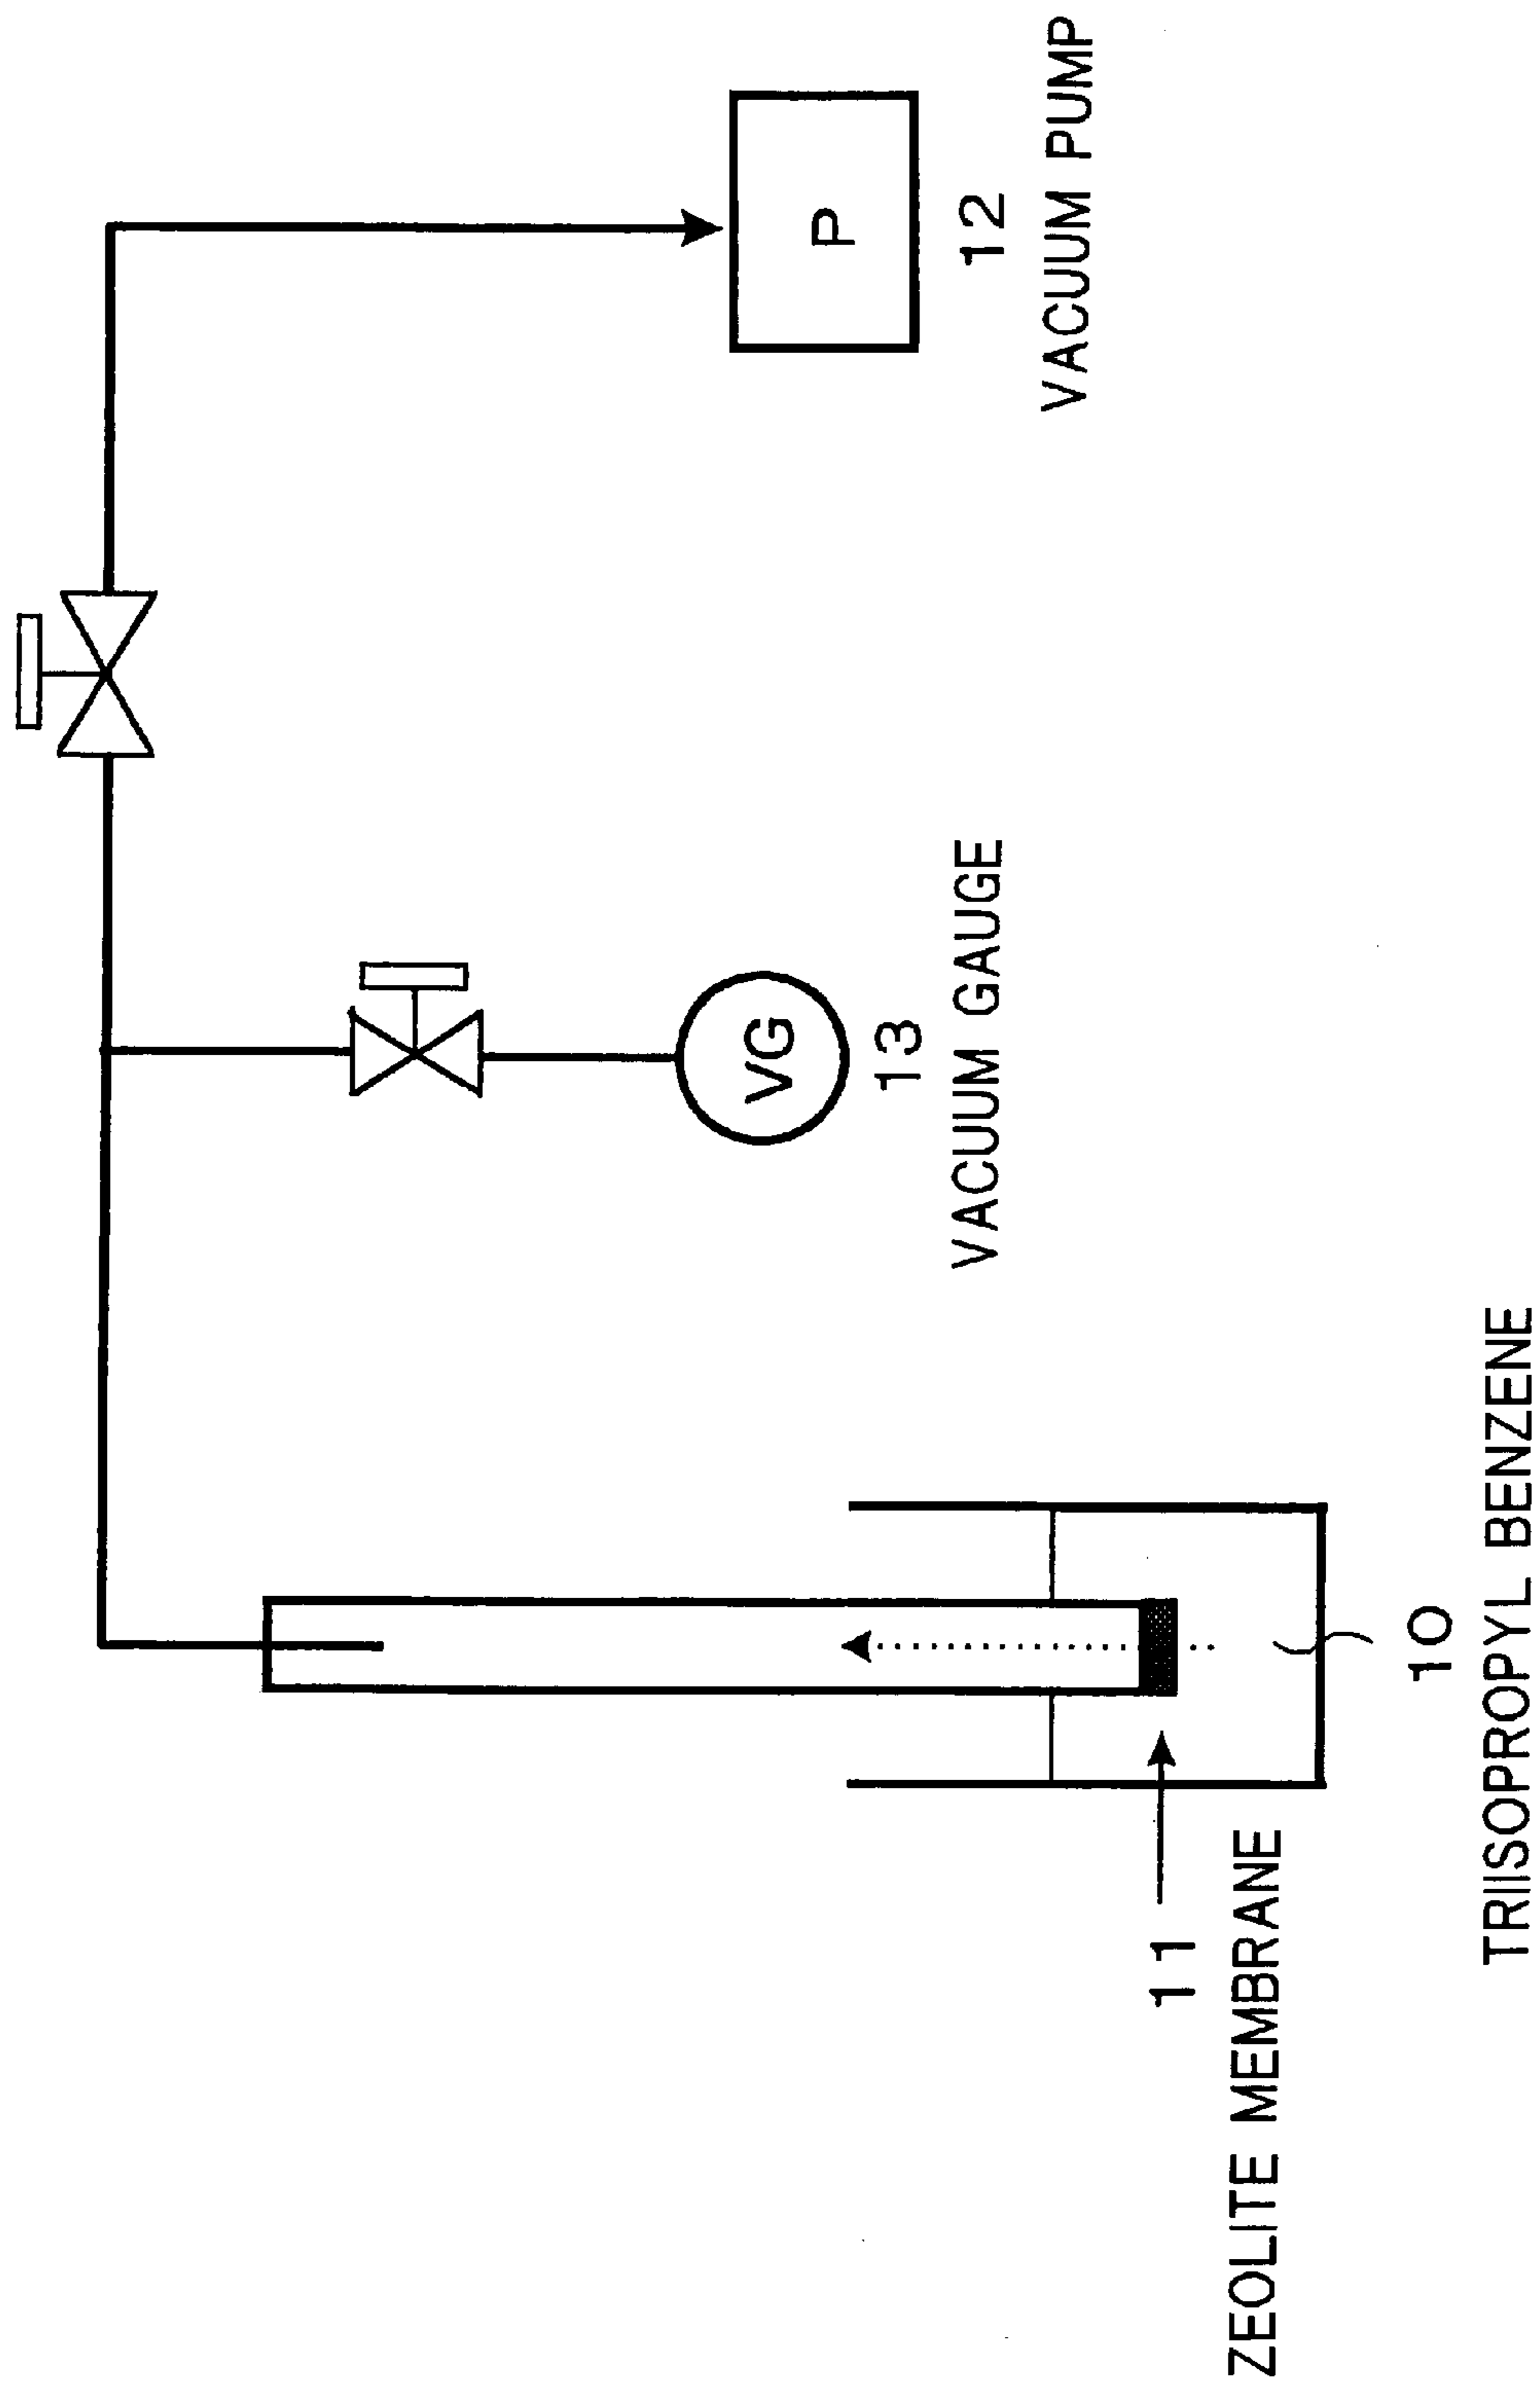 P
12
VACUUM PUMP
VG
13
VACUUM GAUGE
11
ZEOLITE MEMBRANE
10
TRIISOPROPYL BENZENE